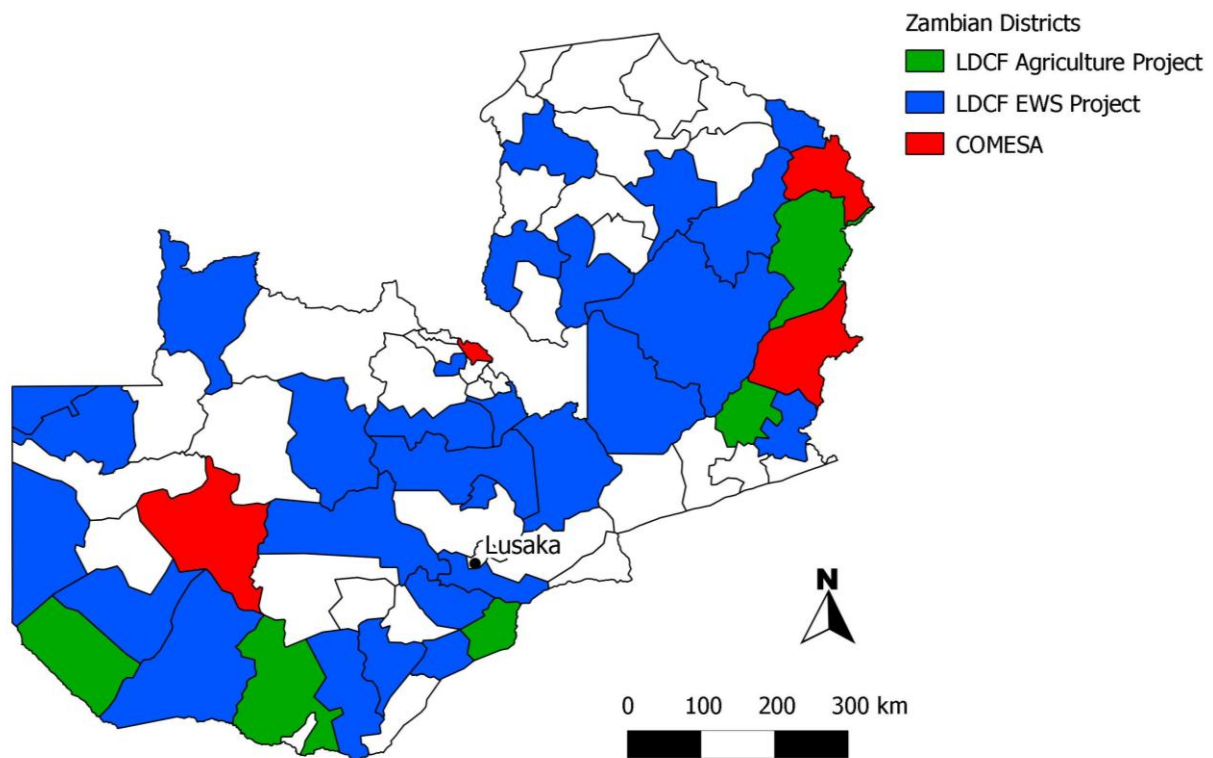 Zambian Districts
LDCF Agriculture Project
LDCF EWS Project
COMESA
Lusaka
N
0 100 200 300 km